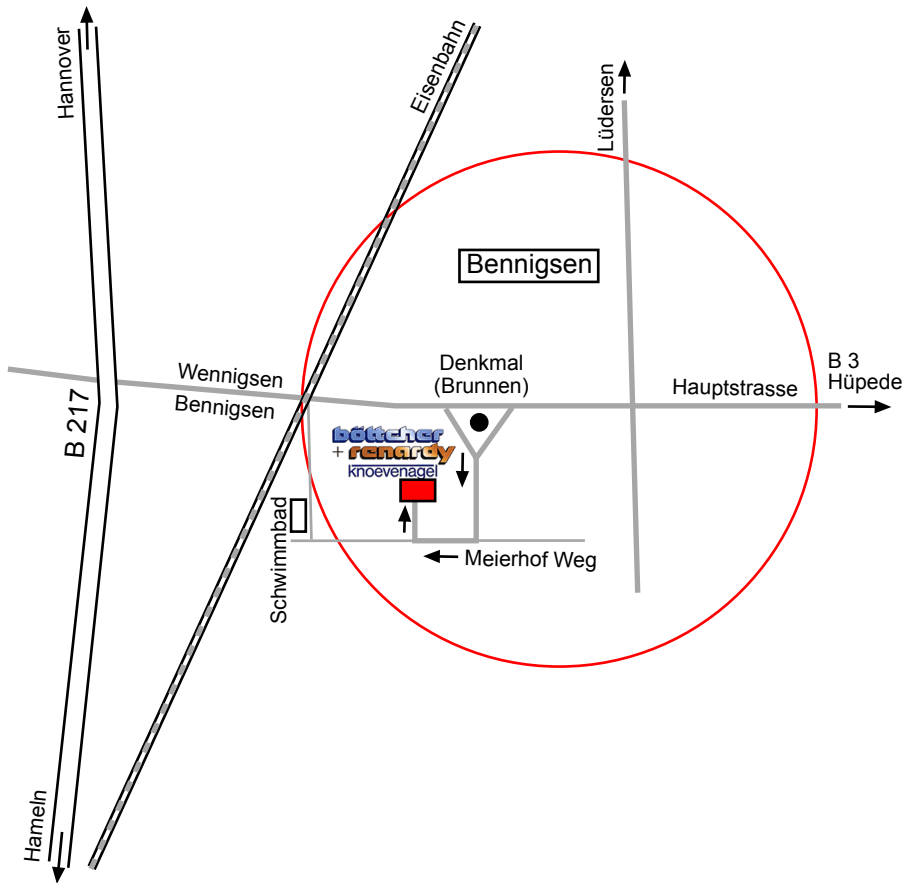 Hannover
Eisenbahn
Lüdersen
Bennigsen
Wennigsen
Bennigsen
Denkmal
(Brunnen)
Hauptstrasse
B 3
Hüpede
B 217
böttcher
+ renardy
knoevenagel
Schwimmbad
Meierhof Weg
Hameln